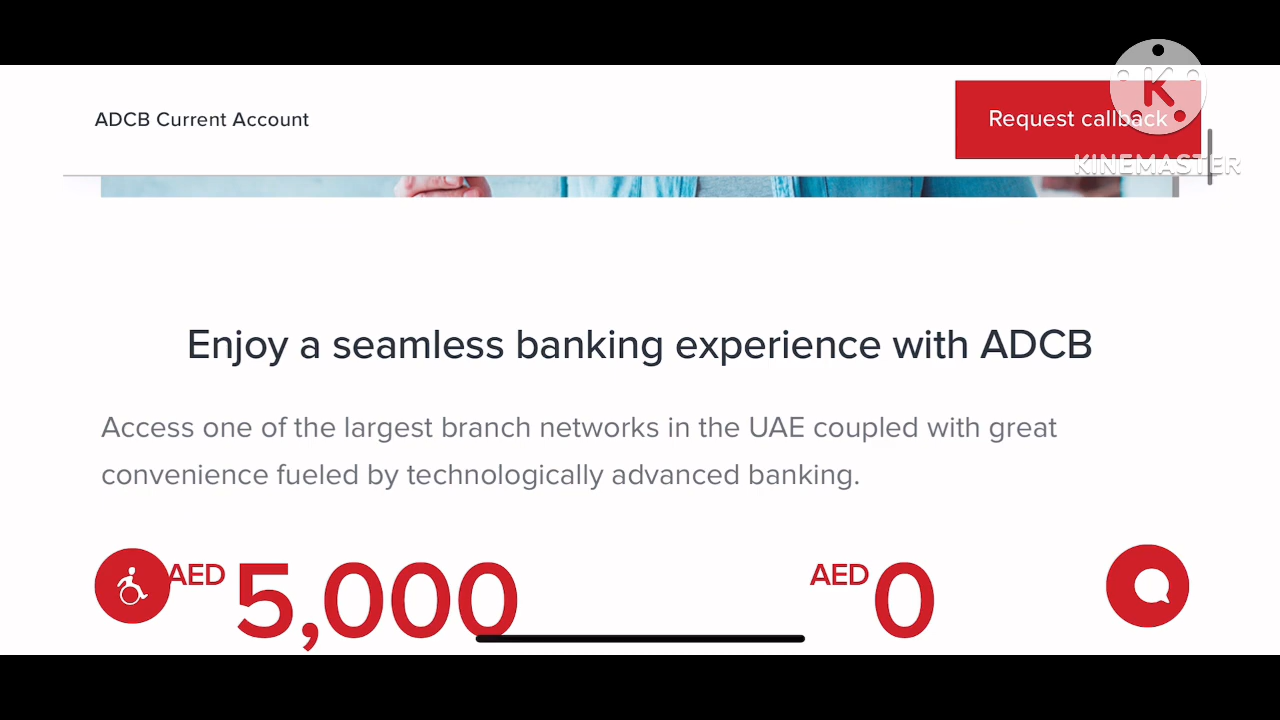 ADCB Current Account
Request callback
KINEMASTER
Enjoy a seamless banking experience with ADCB
Access one of the largest branch networks in the UAE coupled with great
convenience fueled by technologically advanced banking.
AED 5,000
AED 0